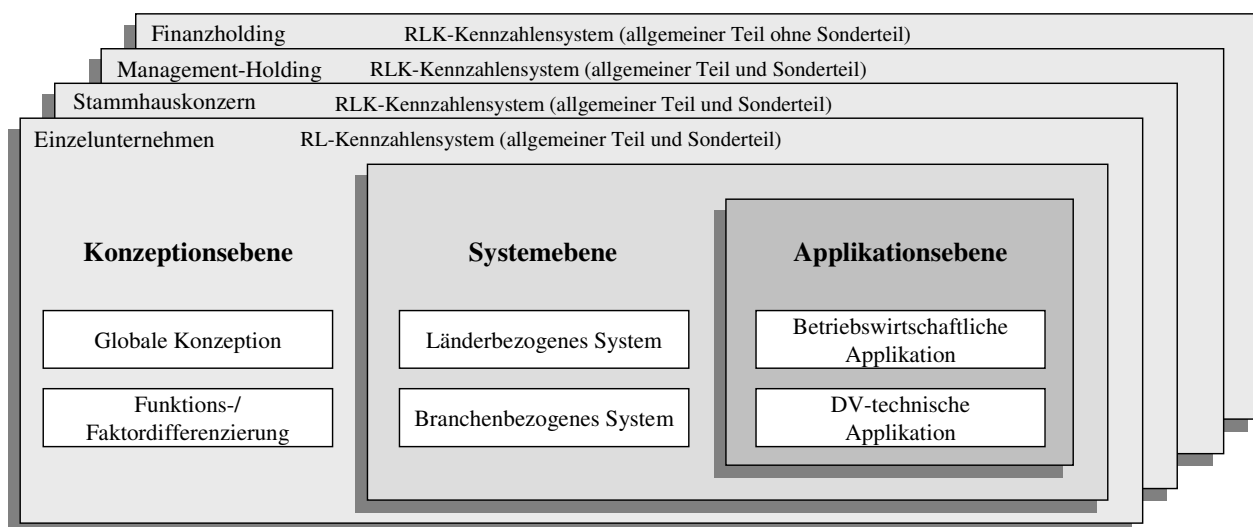 Finanzholding RLK-Kennzahlensystem (allgemeiner Teil ohne Sonderteil)
Management-Holding RLK-Kennzahlensystem (allgemeiner Teil und Sonderteil)
Stammhauskonzern RLK-Kennzahlensystem (allgemeiner Teil und Sonderteil)
Einzelunternehmen RL-Kennzahlensystem (allgemeiner Teil und Sonderteil)
Konzeptionsebene
Globale Konzeption
Funktions-/
Faktordifferenzierung
Systemebene
Länderbezogenes System
Branchenbezogenes System
Applikationsebene
Betriebswirtschaftliche
Applikation
DV-technische
Applikation